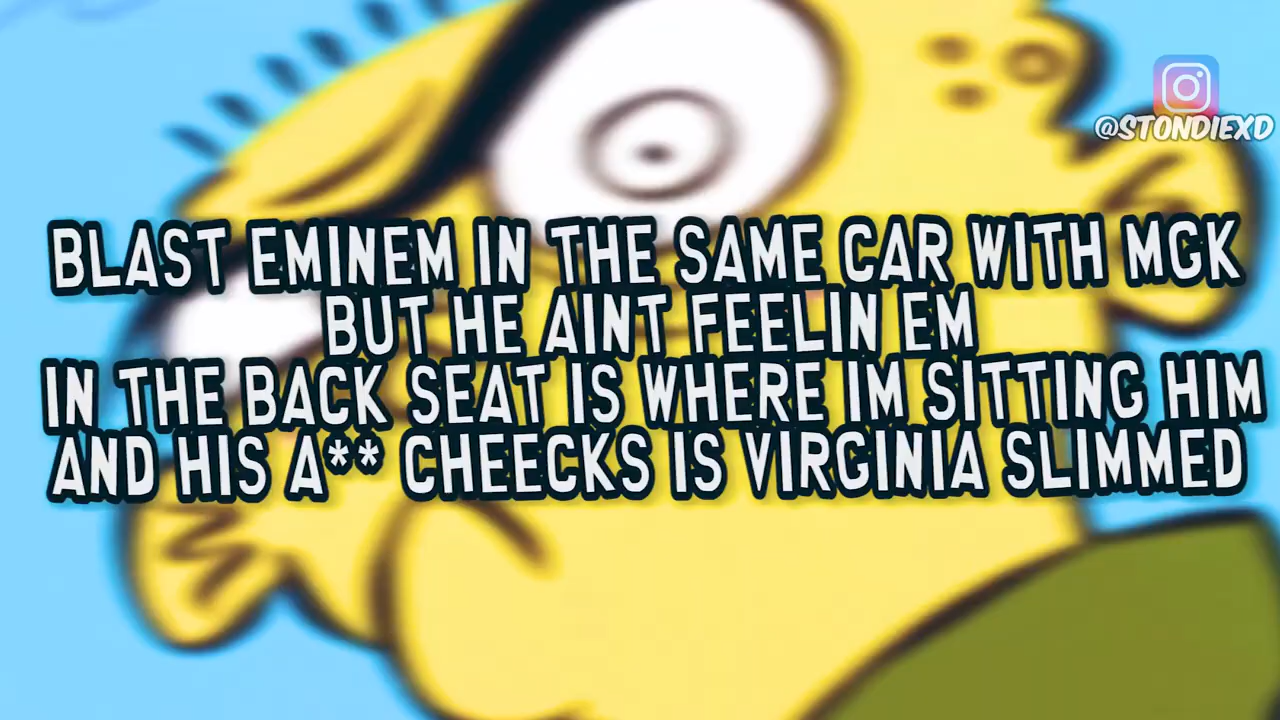 @STONDIEXD
BLAST EMINEM IN THE SAME CAR WITH MGK
BUT HE AINT FEELIN EM
IN THE BACK SEAT IS WHERE IM SITTING HIM
AND HIS A** CHEECKS IS VIRGINIA SLIMMED